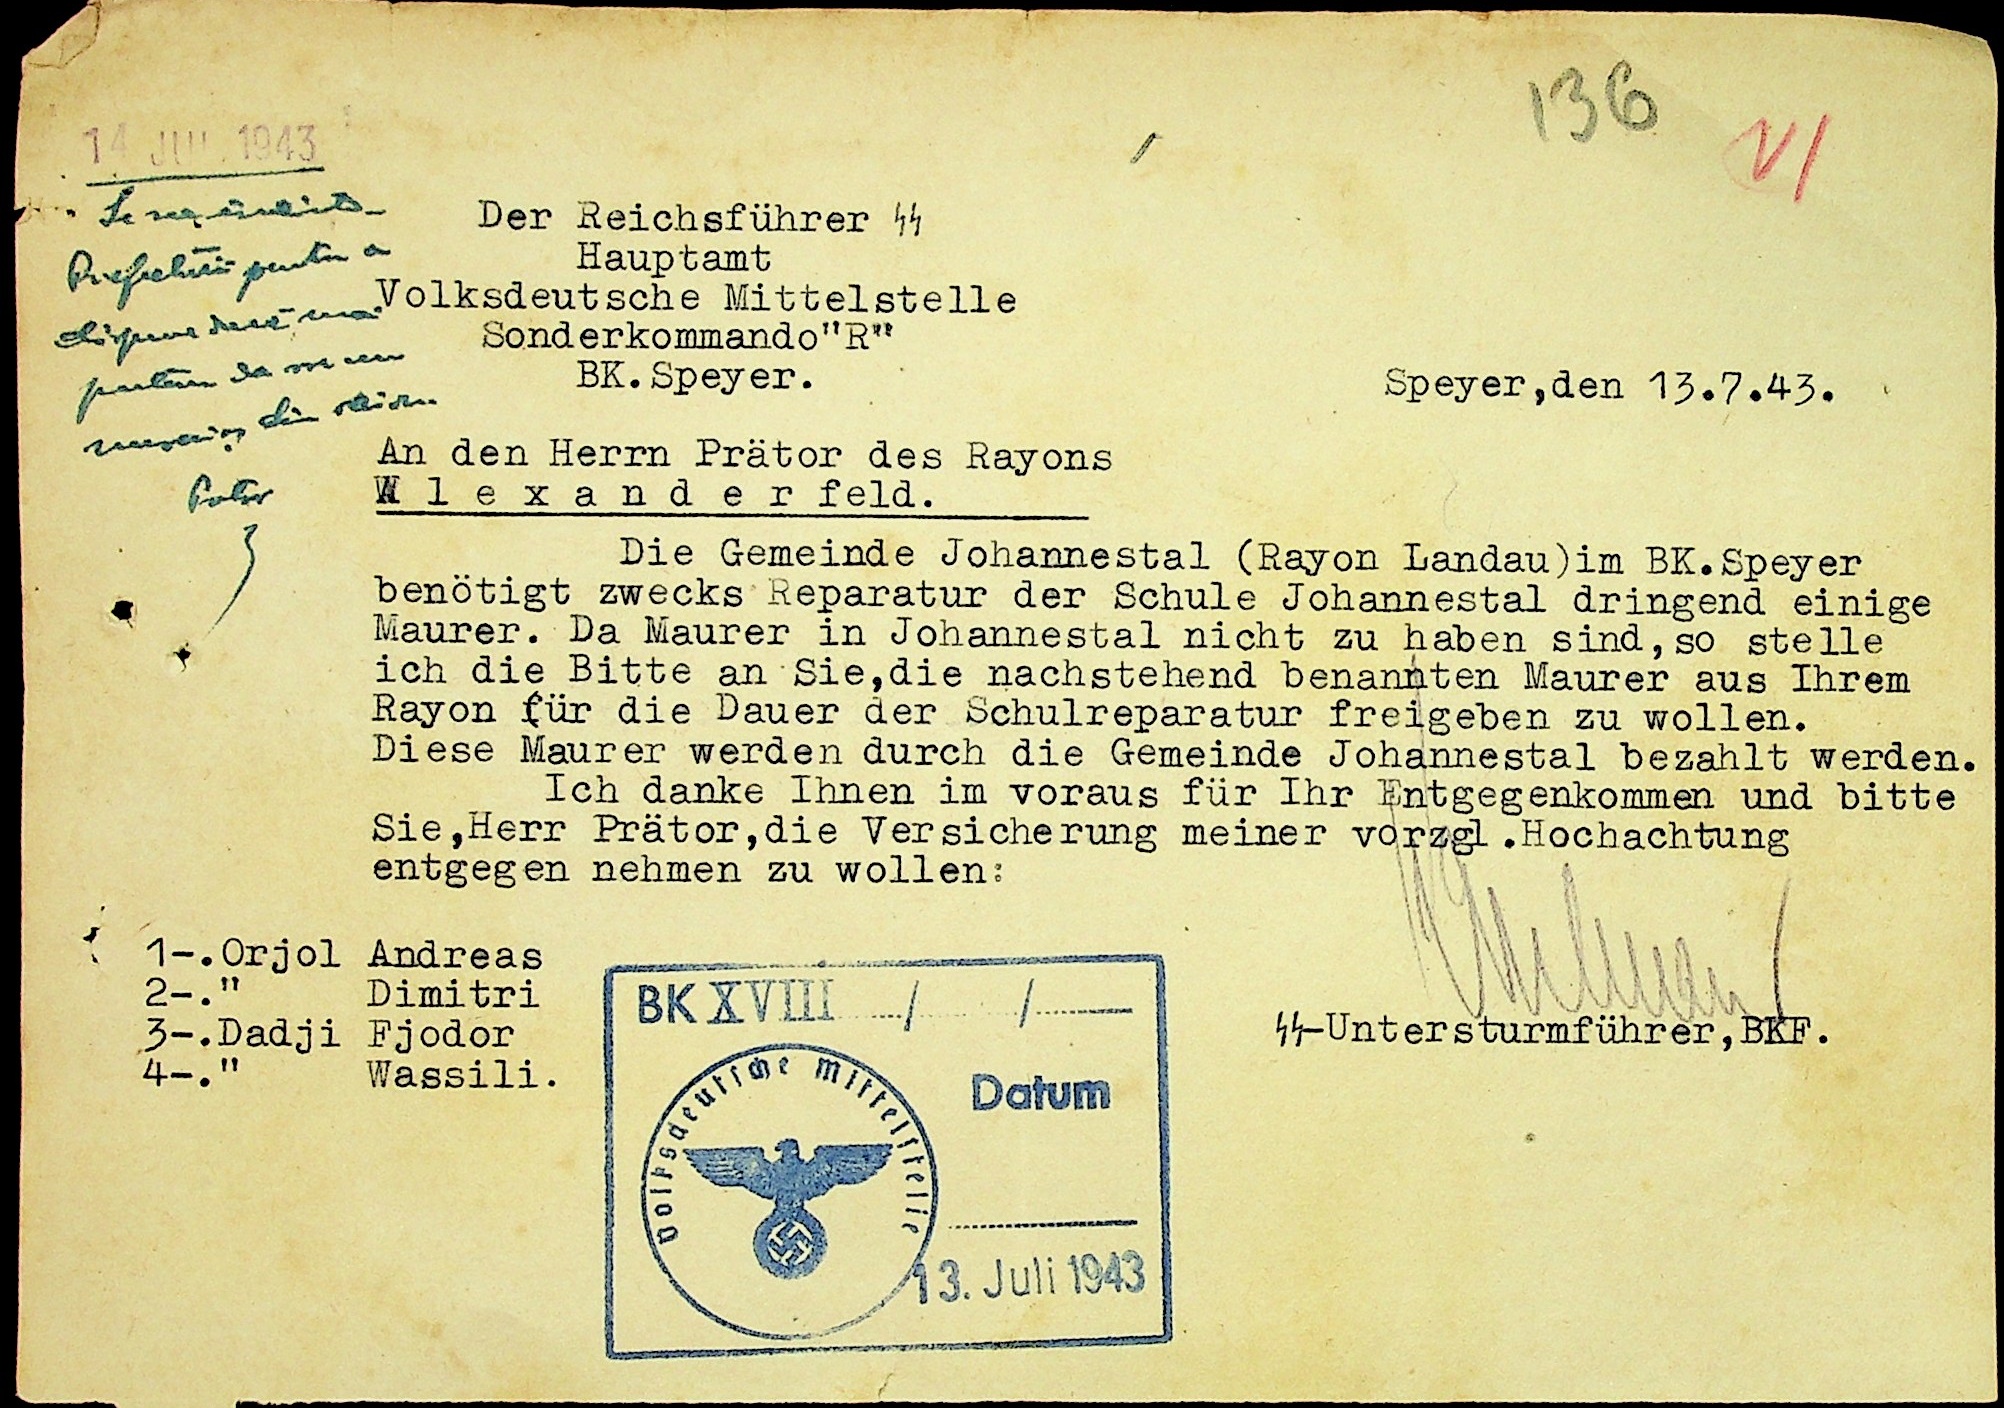 136
VI
14 JUL. 1943
Der Reichsführer SS
Hauptamt
Volksdeutsche Mittelstelle
Sonderkommando"R"
BK.Speyer.
Speyer,den 13.7.43.
An den Herrn Prätor des Rayons
A l e x a n d e r feld.
Die Gemeinde Johannestal (Rayon Landau)im BK.Speyer
benötigt zwecks Reparatur der Schule Johannestal dringend einige
Maurer. Da Maurer in Johannestal nicht zu haben sind,so stelle
ich die Bitte an Sie,die nachstehend benannten Maurer aus Ihrem
Rayon für die Dauer der Schulreparatur freigeben zu wollen.
Diese Maurer werden durch die Gemeinde Johannestal bezahlt werden.
Ich danke Ihnen im voraus für Ihr Entgegenkommen und bitte
Sie,Herr Prätor,die Versicherung meiner vorzgl.Hochachtung
entgegen nehmen zu wollen:
1-.Orjol Andreas
2-." Dimitri
3-.Dadji Fjodor
4-." Wassili.
SS-Untersturmführer,BKF.
BK XVIII / /
Volksdeutsche Mittelstelle
Datum
13. Juli 1943